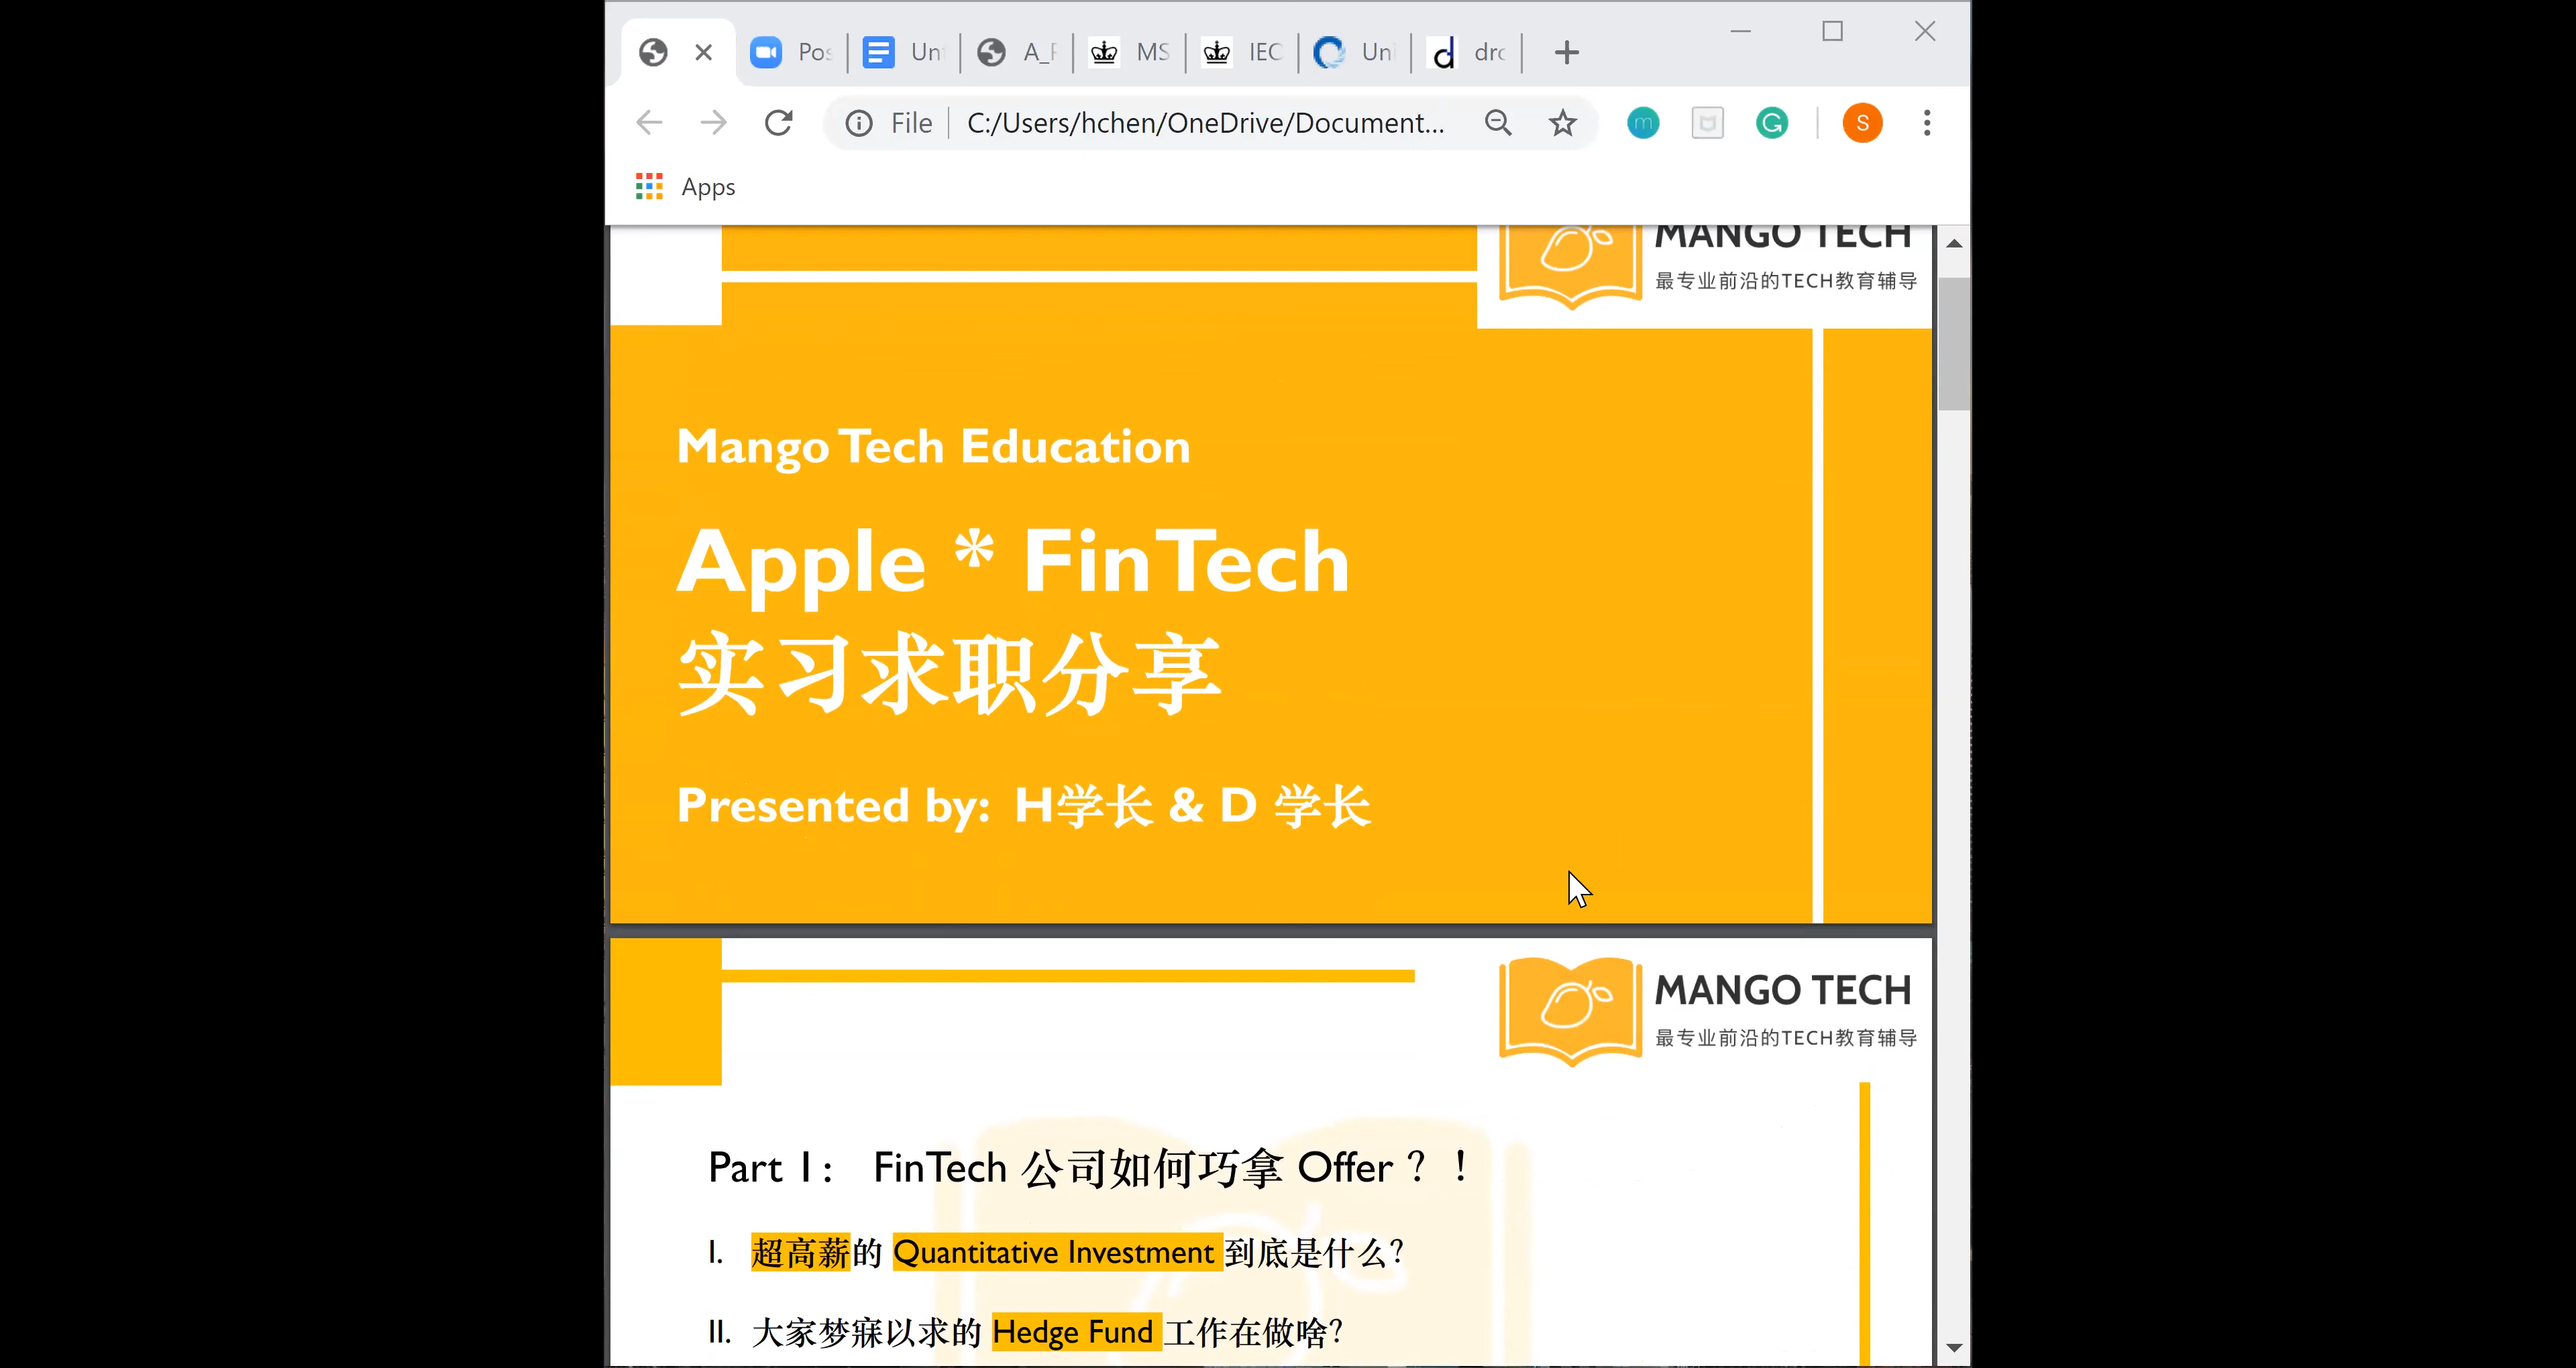 Pos
Un
A_F
MS
IEC
Uni
dro
File
C:/Users/hchen/OneDrive/Document...
S
Apps
MANGO TECH
最专业前沿的TECH教育辅导
Mango Tech Education
Apple * FinTech
实习求职分享
Presented by: H学长 & D 学长
MANGO TECH
最专业前沿的TECH教育辅导
Part 1： FinTech 公司如何巧拿 Offer？！
I. 超高薪的 Quantitative Investment 到底是什么？
II. 大家梦寐以求的 Hedge Fund 工作在做啥？